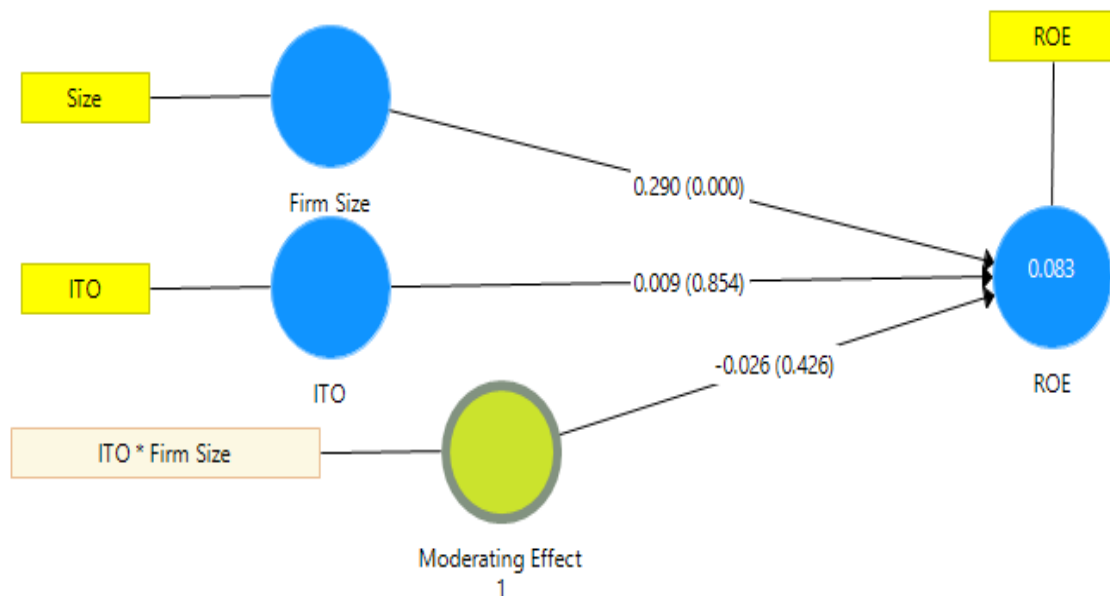 ROE
Size
0.290 (0.000)
Firm Size
0.083
ITO
0.009 (0.854)
-0.026 (0.426)
ROE
ITO
ITO * Firm Size
Moderating Effect
1